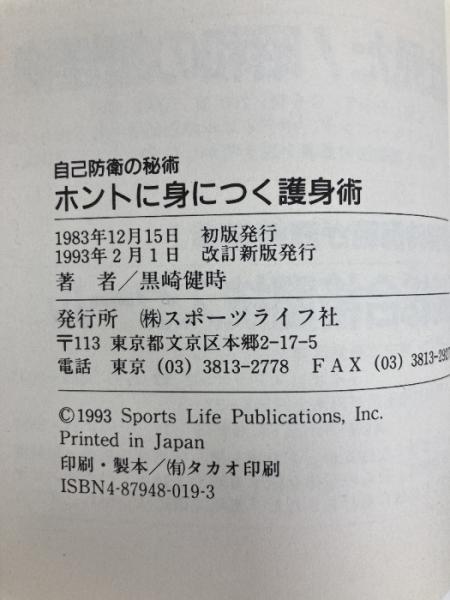 自己防衛の秘術
ホントに身につく護身術
1983年12月15日 初版発行
1993年2月1日 改訂新版発行
著 者／黒崎健時
発行所 ㈱スポーツライフ社
〒113 東京都文京区本郷2-17-5
電話 東京 (03) 3813-2778 FAX (03) 3813-
©1993 Sports Life Publications, Inc.
Printed in Japan
印刷・製本／㈲タカオ印刷
ISBN4-87948-019-3